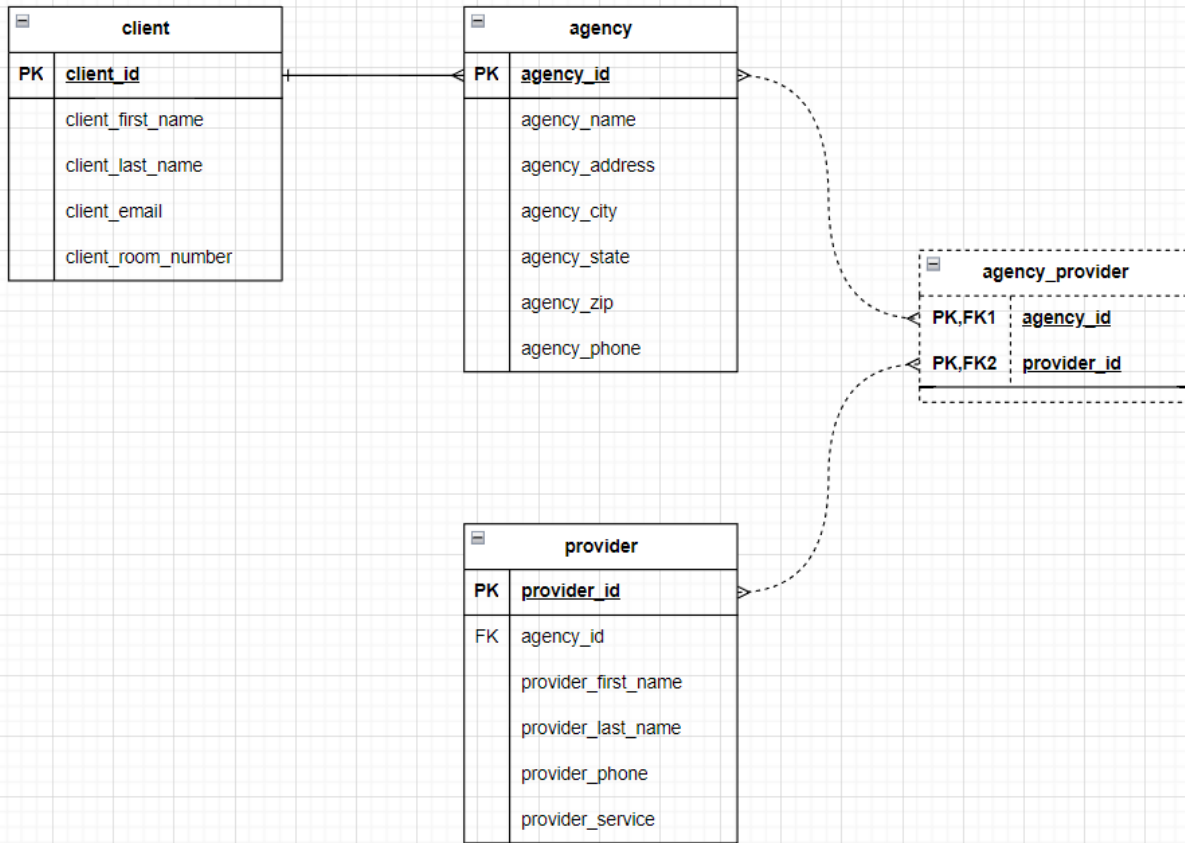 client
PK client_id
client_first_name
client_last_name
client_email
client_room_number
agency
PK agency_id
agency_name
agency_address
agency_city
agency_state
agency_zip
agency_phone
agency_provider
PK,FK1 agency_id
PK,FK2 provider_id
provider
PK provider_id
FK agency_id
provider_first_name
provider_last_name
provider_phone
provider_service